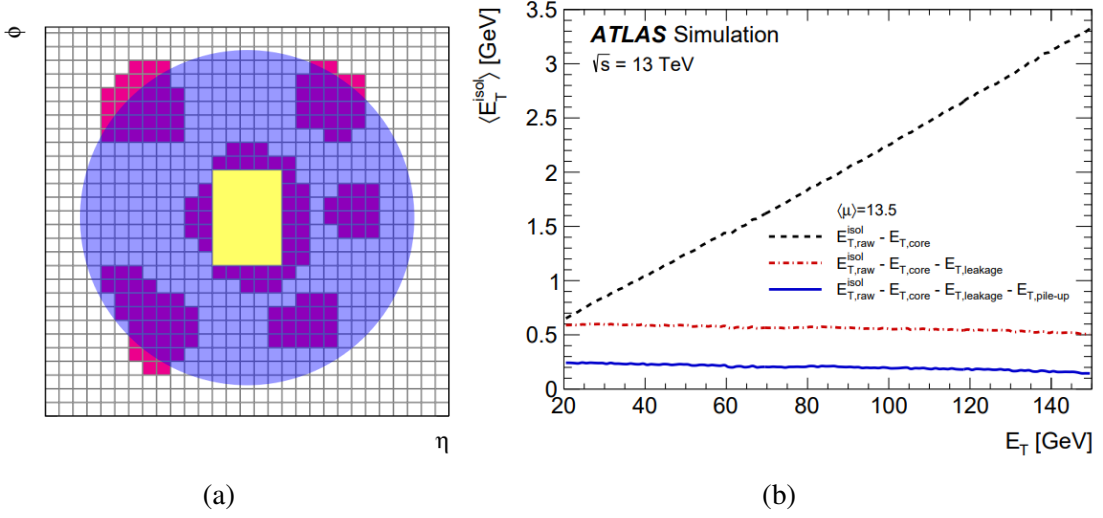 ϕ
η
(a)
⟨E_T^isol⟩ [GeV]
3.5
3
2.5
2
1.5
1
0.5
0
ATLAS Simulation
√s = 13 TeV
⟨μ⟩=13.5
E_T,raw^isol - E_T,core
E_T,raw^isol - E_T,core - E_T,leakage
E_T,raw^isol - E_T,core - E_T,leakage - E_T,pile-up
20 40 60 80 100 120 140
E_T [GeV]
(b)